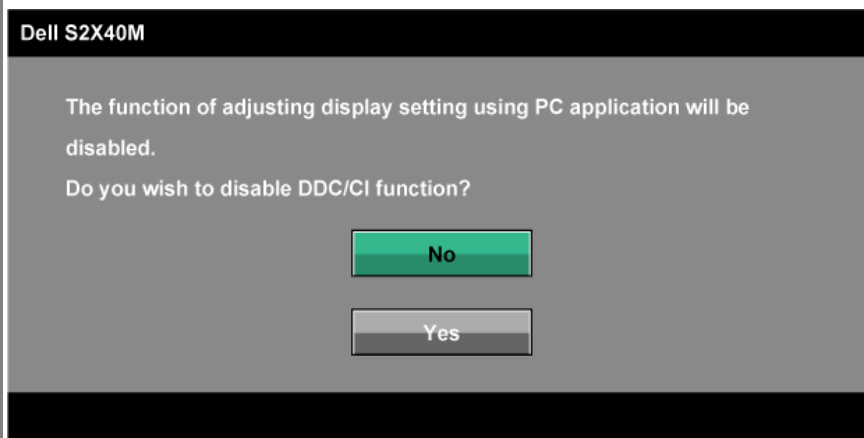 Dell S2X40M
The function of adjusting display setting using PC application will be
disabled.
Do you wish to disable DDC/CI function?
No
Yes